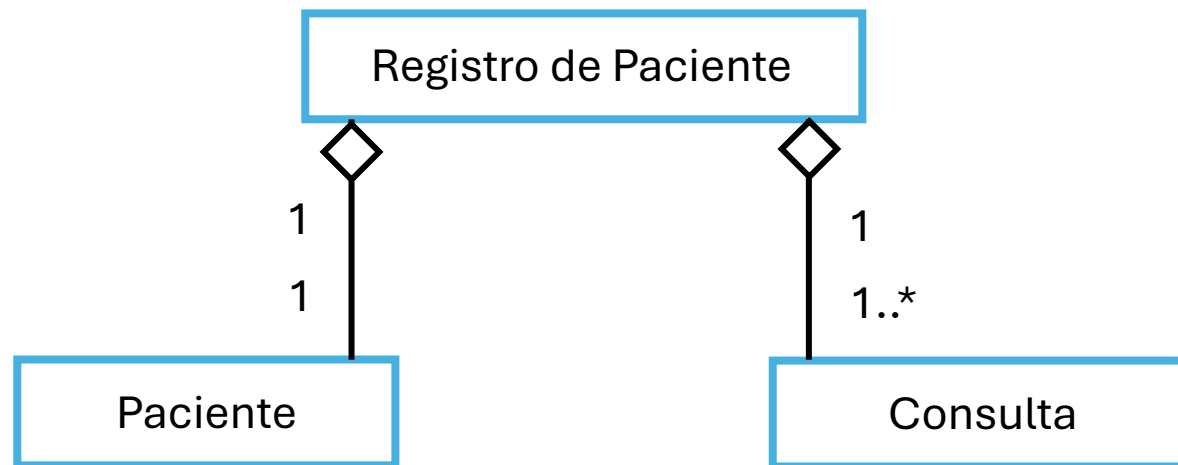 Registro de Paciente
1
1
1
1..*
Paciente
Consulta